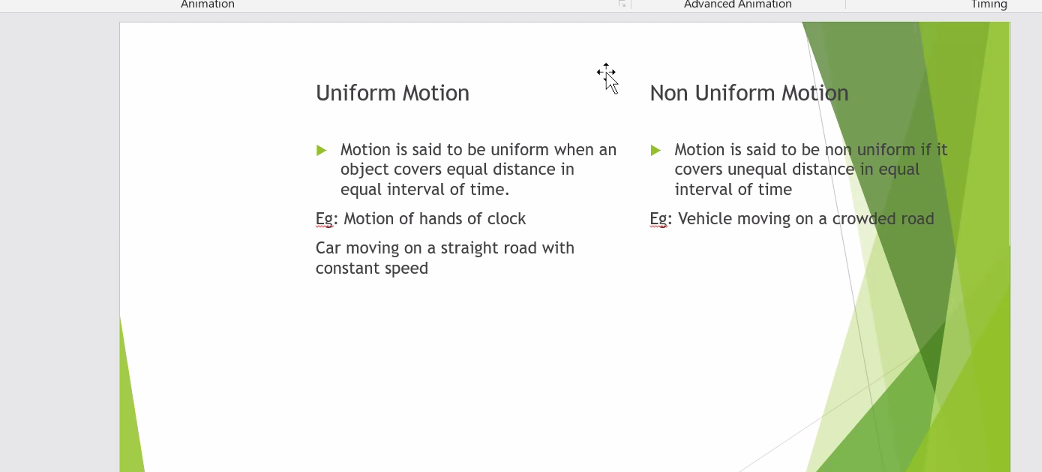 Animation
Advanced Animation
Timing
Uniform Motion
Motion is said to be uniform when an
object covers equal distance in
equal interval of time.
Eg: Motion of hands of clock
Car moving on a straight road with
constant speed
Non Uniform Motion
Motion is said to be non uniform if it
covers unequal distance in equal
interval of time
Eg: Vehicle moving on a crowded road